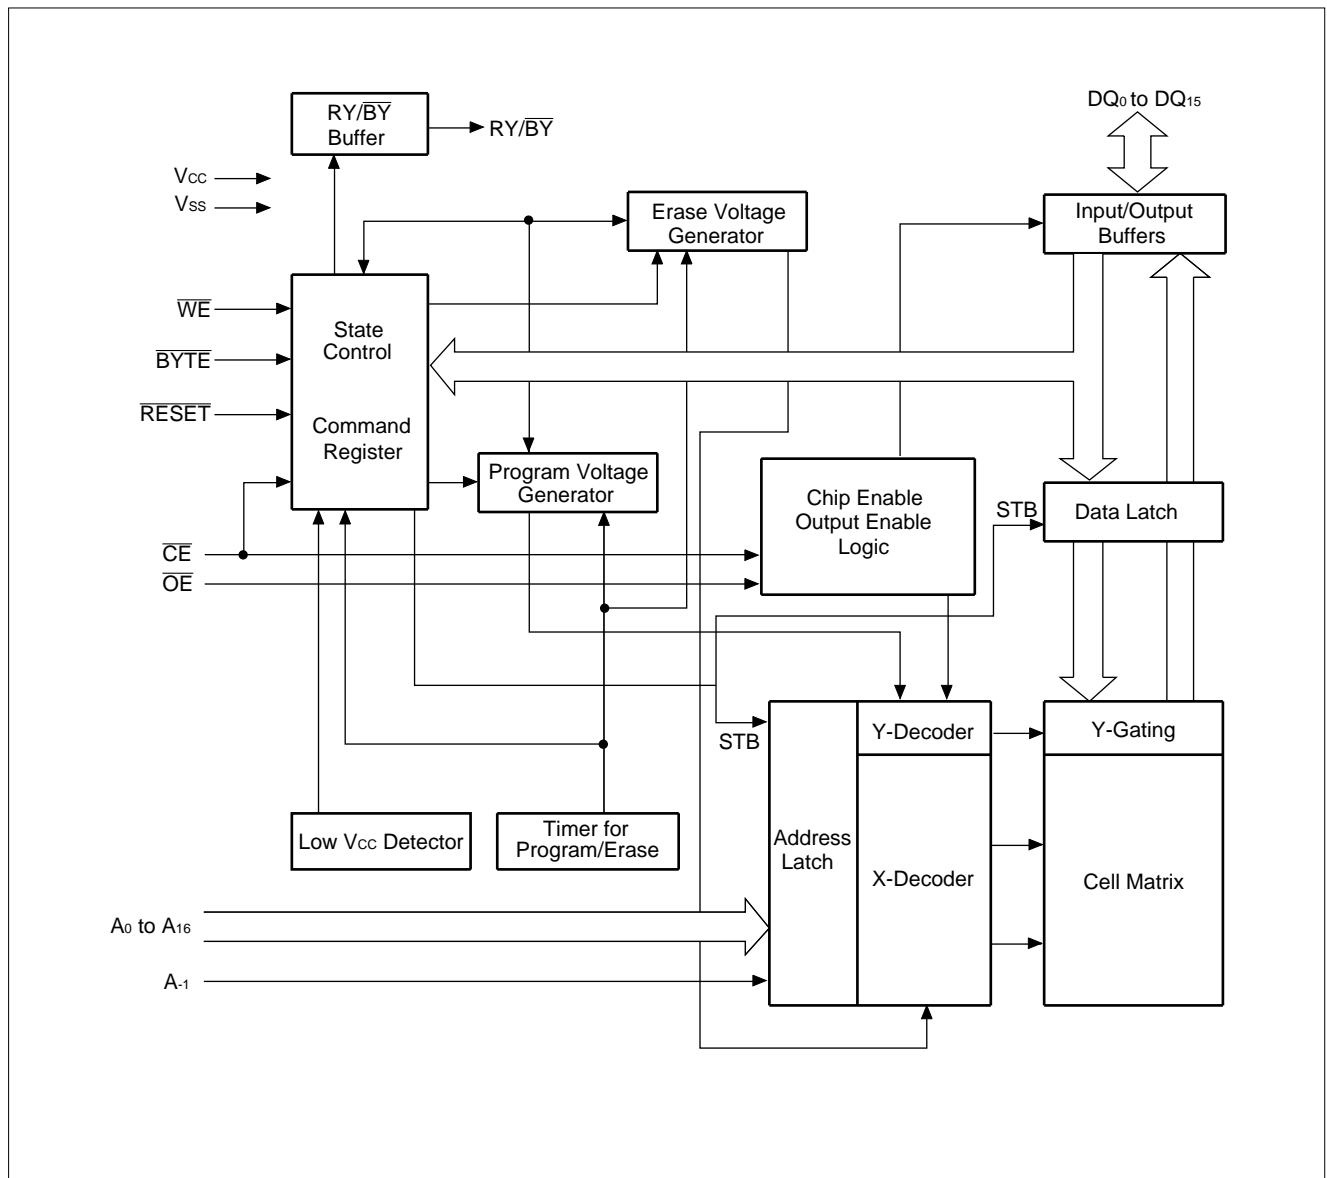 RY/BY
Buffer
RY/BY
DQ0 to DQ15
VCC
VSS
Erase Voltage
Generator
Input/Output
Buffers
WE
State
Control
BYTE
RESET
Command
Register
Program Voltage
Generator
Chip Enable
Output Enable
Logic
STB
Data Latch
CE
OE
STB
Y-Decoder
Y-Gating
Low VCC Detector
Timer for
Program/Erase
Address
Latch
X-Decoder
Cell Matrix
A0 to A16
A-1